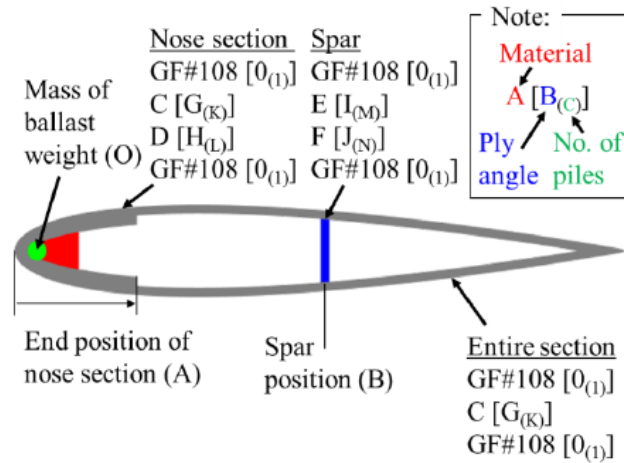 Nose section
GF#108 [0(1)]
C [G(K)]
D [H(L)]
GF#108 [0(1)]
Spar
GF#108 [0(1)]
E [I(M)]
F [J(N)]
GF#108 [0(1)]
Note:
Material
A [B(C)]
Ply
angle
No. of
piles
Mass of
ballast
weight (O)
End position of
nose section (A)
Spar
position (B)
Entire section
GF#108 [0(1)]
C [G(K)]
GF#108 [0(1)]